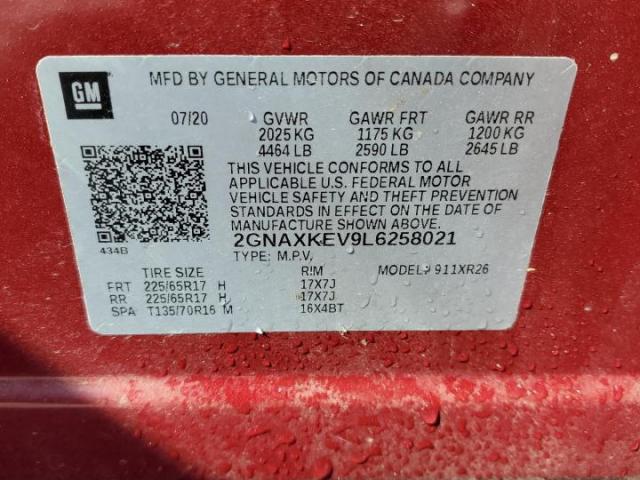 GM
MFD BY GENERAL MOTORS OF CANADA COMPANY
07/20 GVWR GAWR FRT GAWR RR
2025 KG 1175 KG 1200 KG
4464 LB 2590 LB 2645 LB
THIS VEHICLE CONFORMS TO ALL
APPLICABLE U.S. FEDERAL MOTOR
VEHICLE SAFETY AND THEFT PREVENTION
STANDARDS IN EFFECT ON THE DATE OF
MANUFACTURE SHOWN ABOVE.
2GNAXKEV9L6258021
434B
TYPE: M.P.V,
TIRE SIZE RIM MODEL: 911XR26
FRT 225/65R17 H 17X7J
RR 225/65R17 H 17X7J
SPA T135/70R16 M 16X4BT